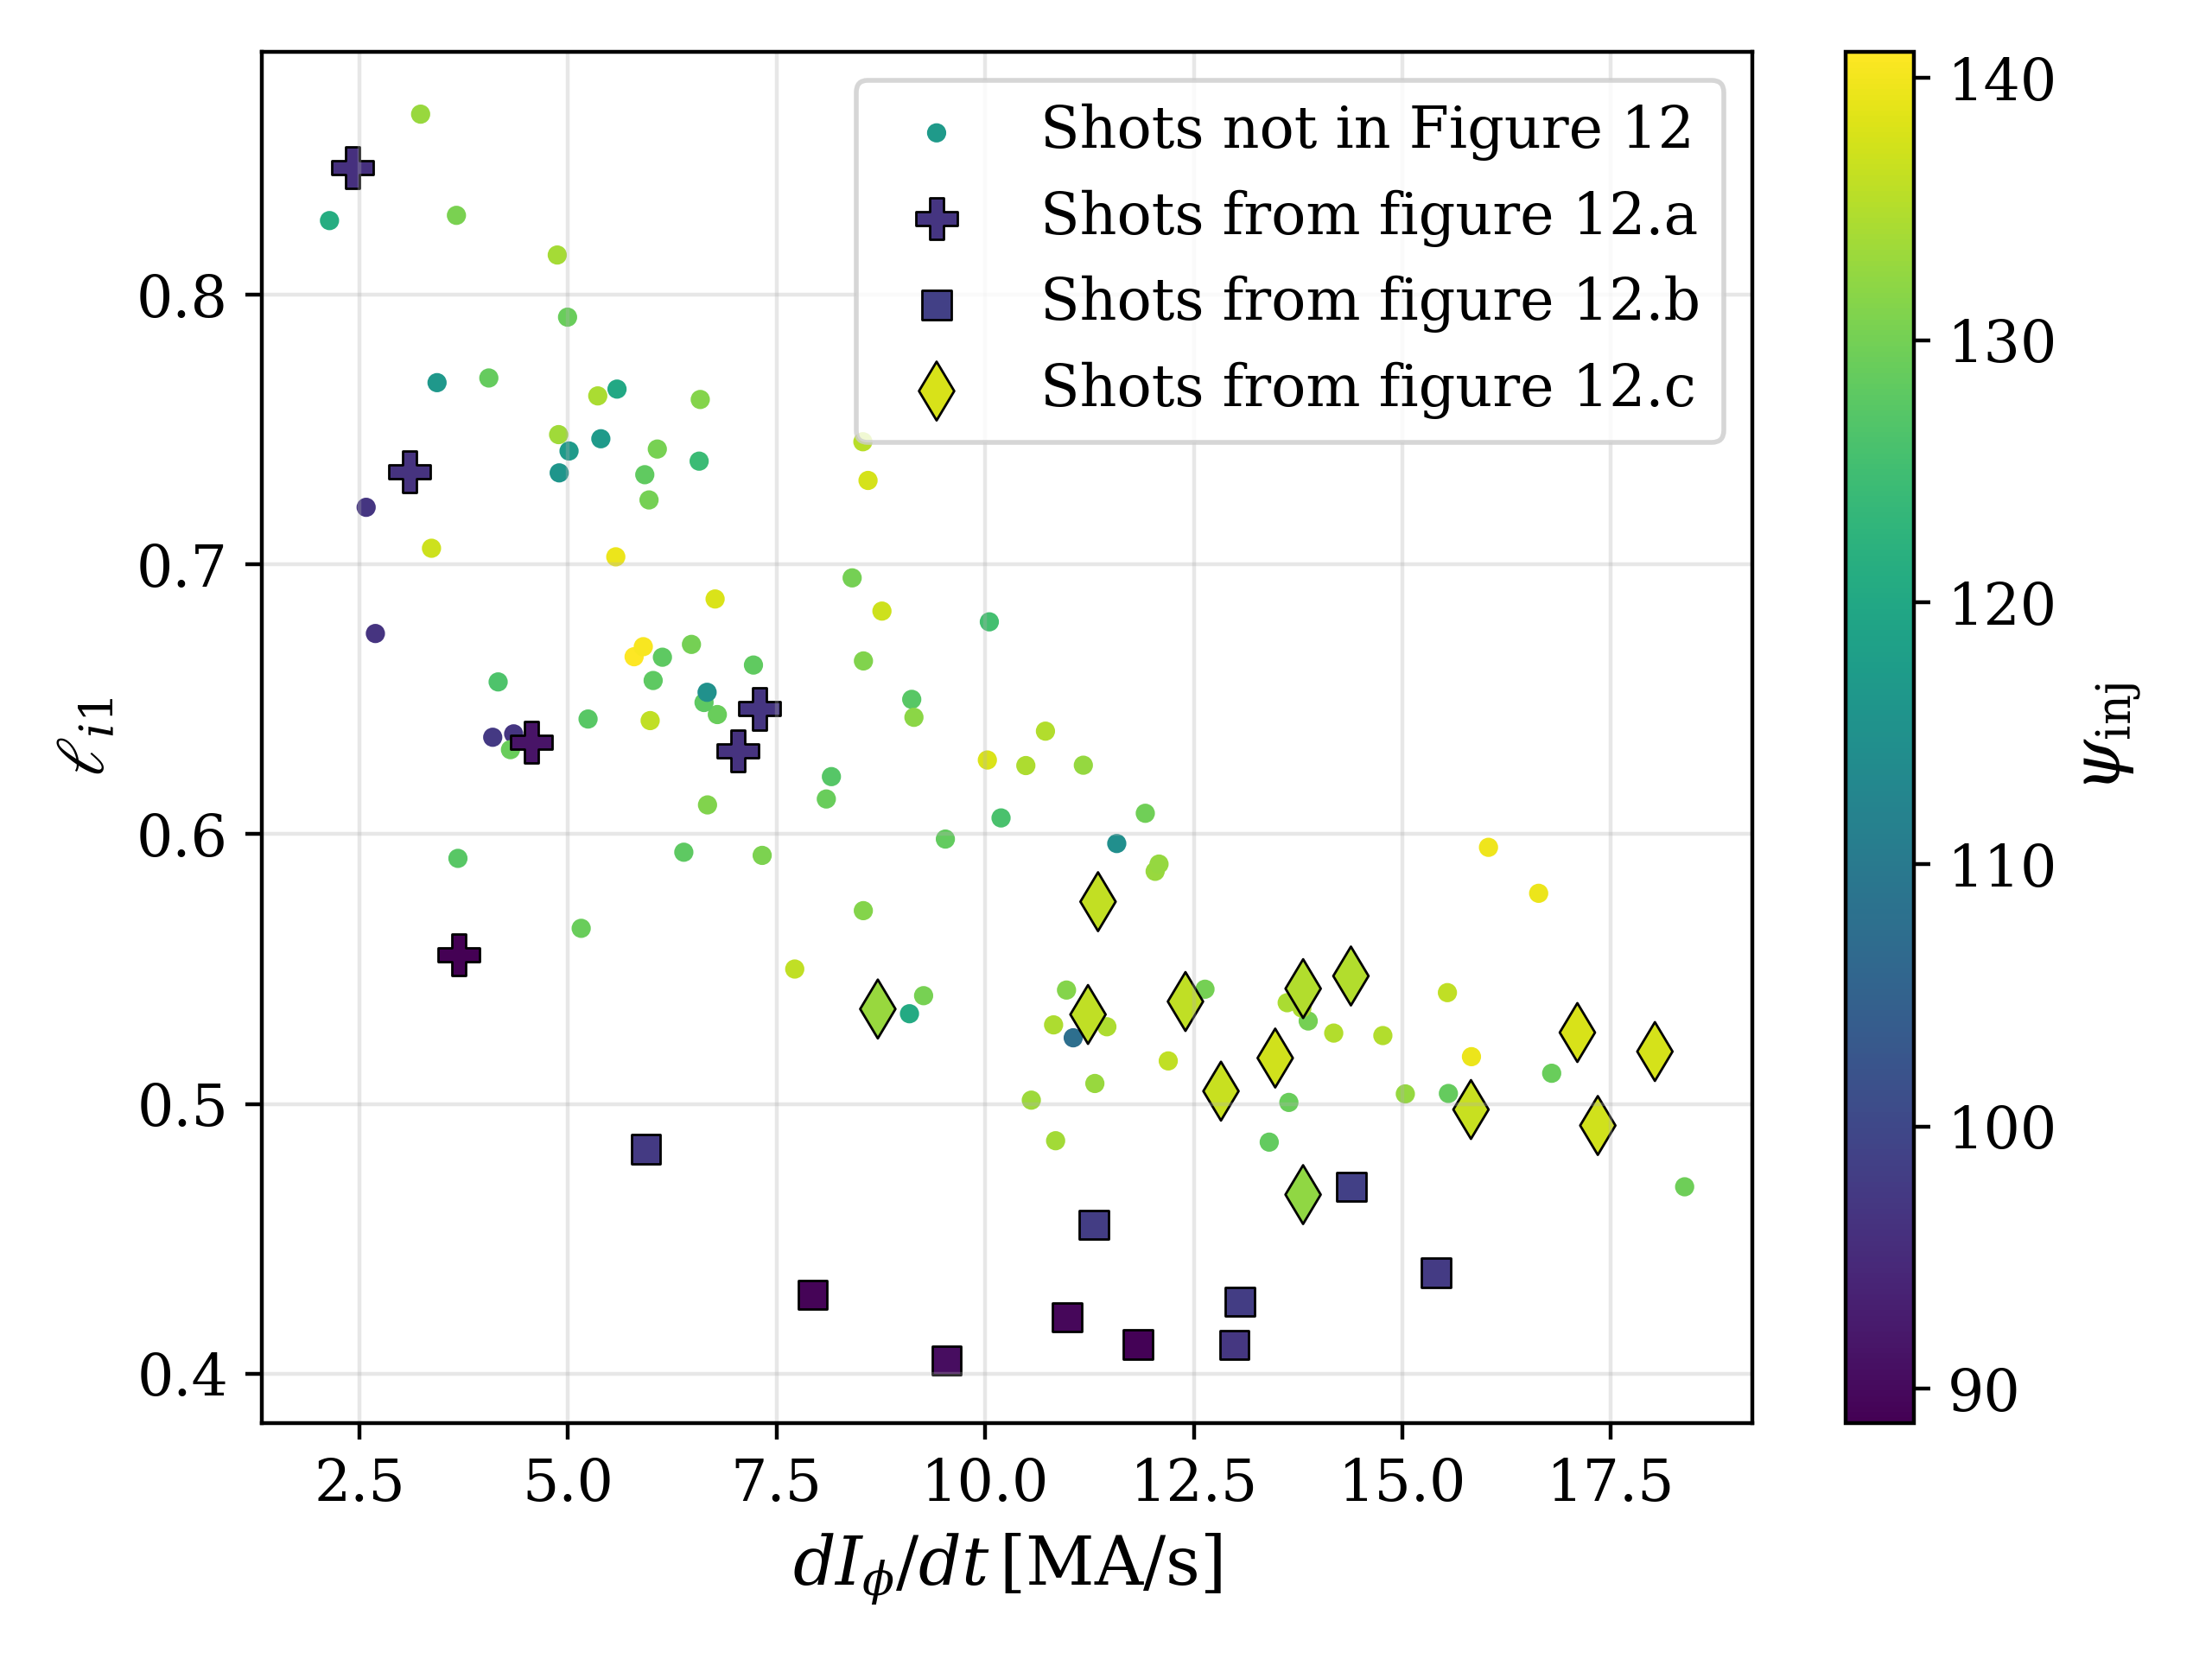 Shots not in Figure 12
Shots from figure 12.a
Shots from figure 12.b
Shots from figure 12.c
0.8
0.7
0.6
0.5
0.4
ℓ_{i1}
2.5 5.0 7.5 10.0 12.5 15.0 17.5
dI_ϕ/dt [MA/s]
140
130
120
110
100
90
ψ_{inj}